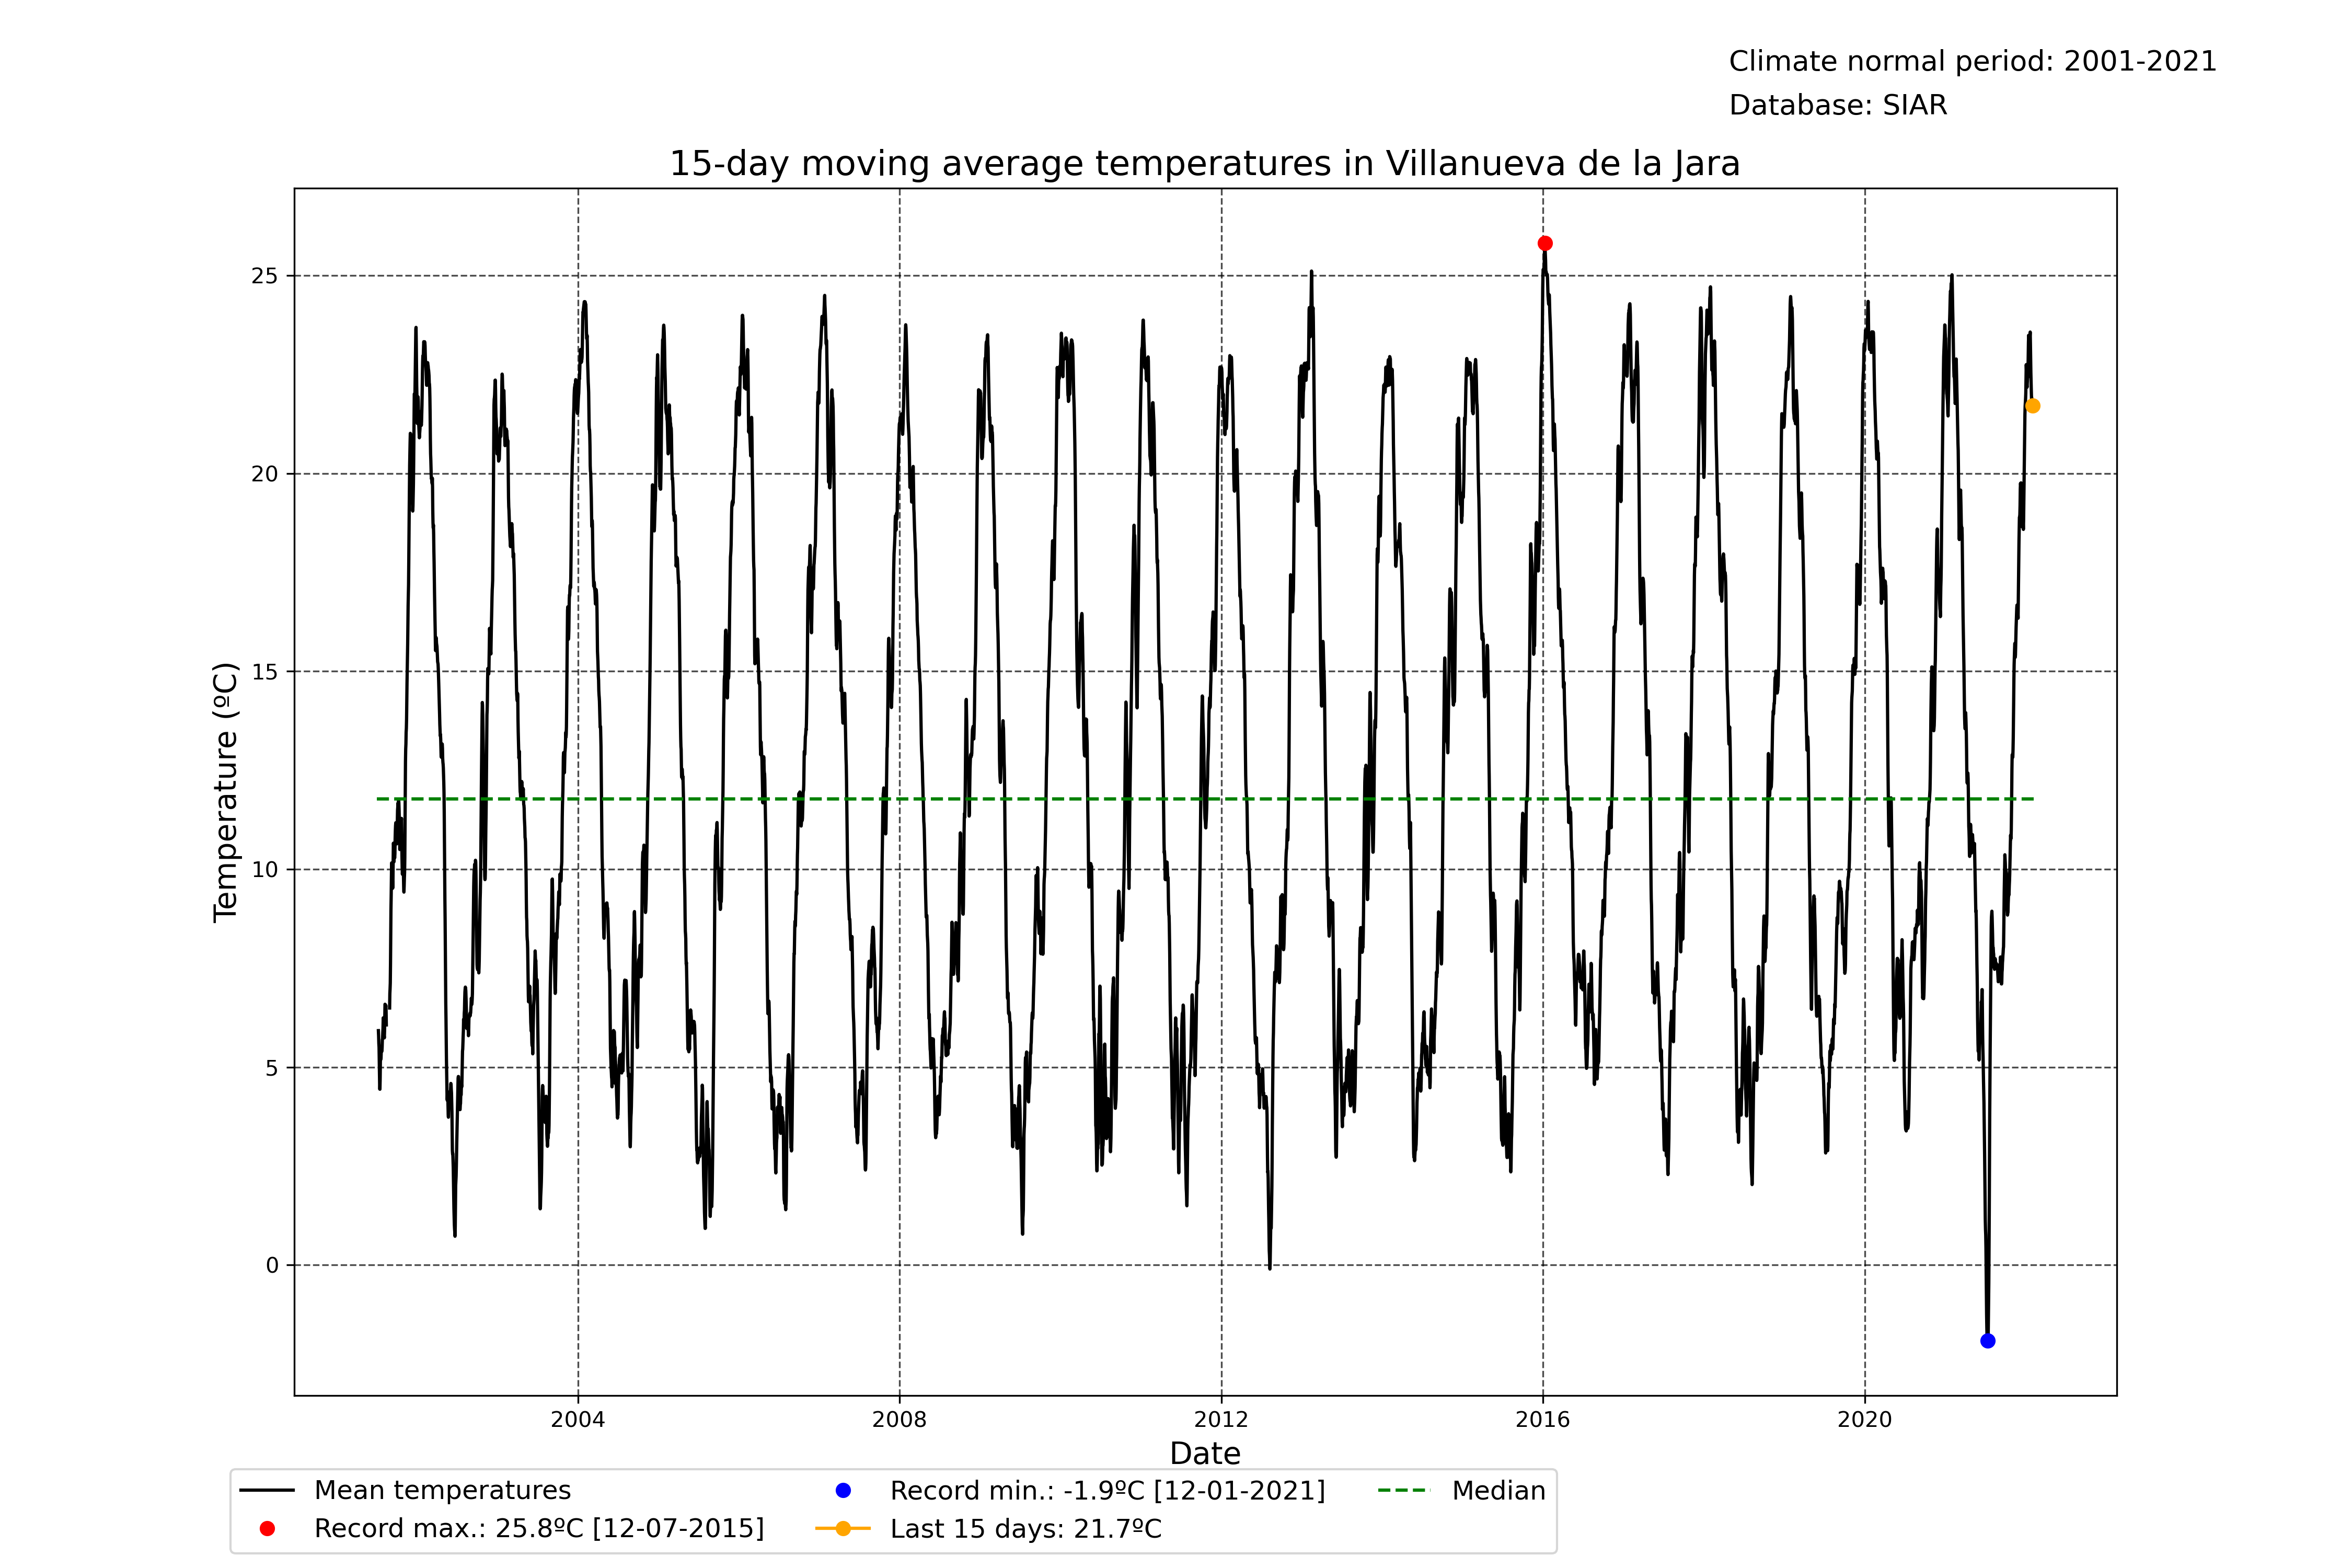 Climate normal period: 2001-2021
Database: SIAR
15-day moving average temperatures in Villanueva de la Jara
25
20
15
10
5
0
Temperature (ºC)
2004 2008 2012 2016 2020
Date
Mean temperatures
Record max.: 25.8ºC [12-07-2015]
Record min.: -1.9ºC [12-01-2021]
Last 15 days: 21.7ºC
Median